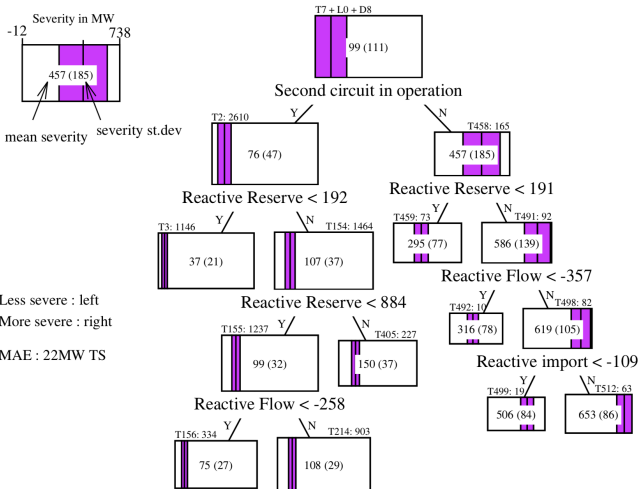 Severity in MW
-12 738
457 (185)
mean severity
severity st.dev
T7 + L0 + D8
99 (111)
Second circuit in operation
Y N
T2: 2610
76 (47)
T458: 165
457 (185)
Reactive Reserve < 192
Reactive Reserve < 191
Y N
Y N
T3: 1146
37 (21)
T154: 1464
107 (37)
T459: 73
295 (77)
T491: 92
586 (139)
Reactive Flow < -357
Less severe : left
More severe : right
MAE : 22MW TS
Reactive Reserve < 884
Y N
Y N
T492: 10
316 (78)
T498: 82
619 (105)
T155: 1237
99 (32)
T405: 227
150 (37)
Reactive import < -109
Y N
T499: 19
506 (84)
T512: 63
653 (86)
Reactive Flow < -258
Y N
T156: 334
75 (27)
T214: 903
108 (29)